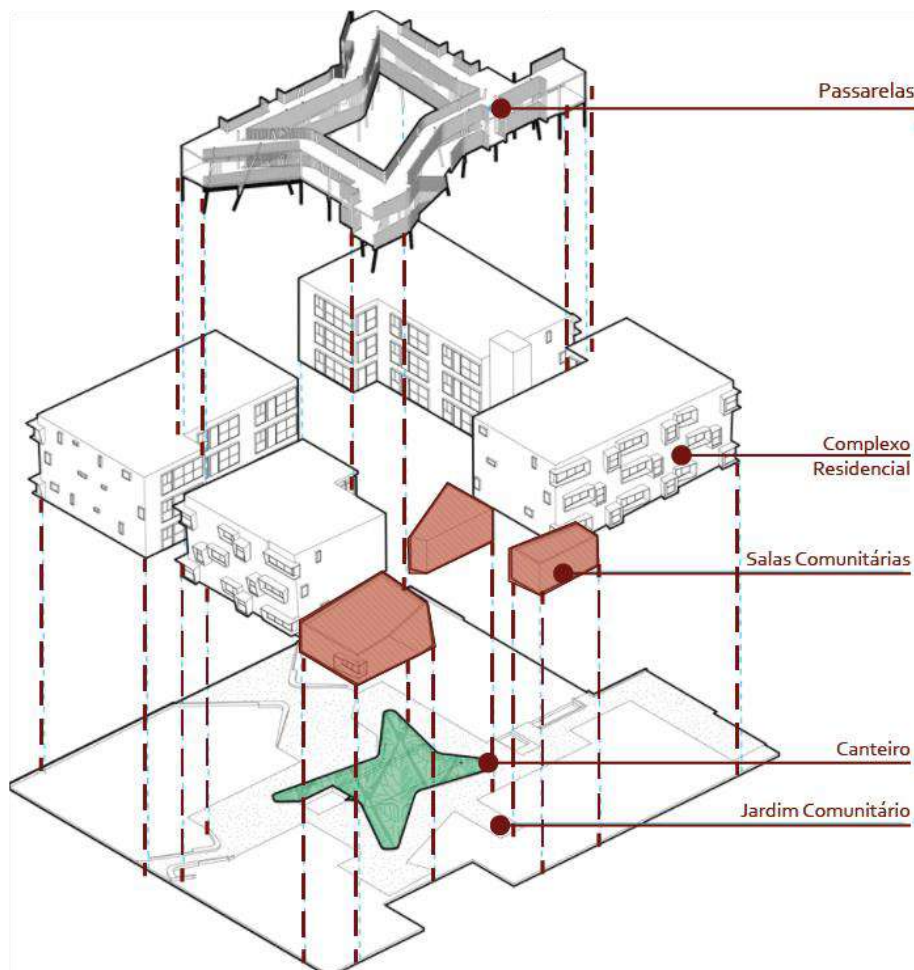 Passarelas
Complexo
Residencial
Salas Comunitárias
Canteiro
Jardim Comunitário